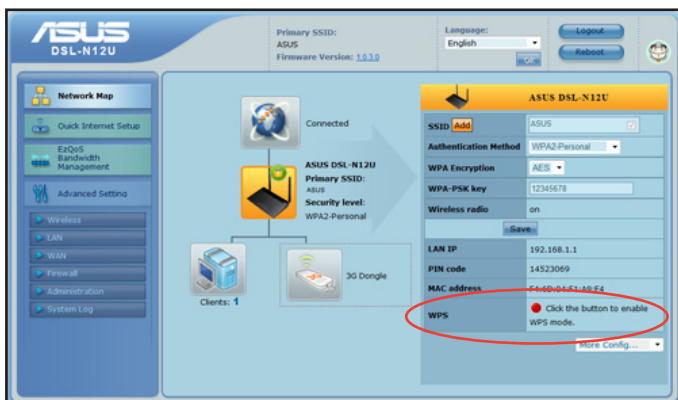 ASUS
DSL-N12U
Primary SSID:
ASUS
Firmware Version: 1.0.3.0
Language:
English
OK
Logout
Reboot
Network Map
Quick Internet Setup
EzQoS
Bandwidth
Management
Advanced Setting
Wireless
LAN
WAN
Firewall
Administration
System Log
Connected
ASUS DSL-N12U
Primary SSID:
ASUS
Security level:
WPA2-Personal
Clients: 1
3G Dongle
ASUS DSL-N12U
SSID Add ASUS
Authentication Method WPA2-Personal
WPA Encryption AES
WPA-PSK key 12345678
Wireless radio on
Save
LAN IP 192.168.1.1
PIN code 14523069
MAC address
WPS Click the button to enable
WPS mode.
More Config...